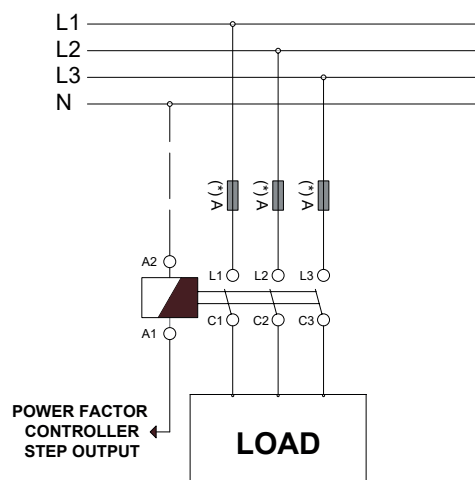 L1
L2
L3
N
(*) A
(*) A
(*) A
A2
L1
L2
L3
A1
C1
C2
C3
POWER FACTOR
CONTROLLER
STEP OUTPUT
LOAD